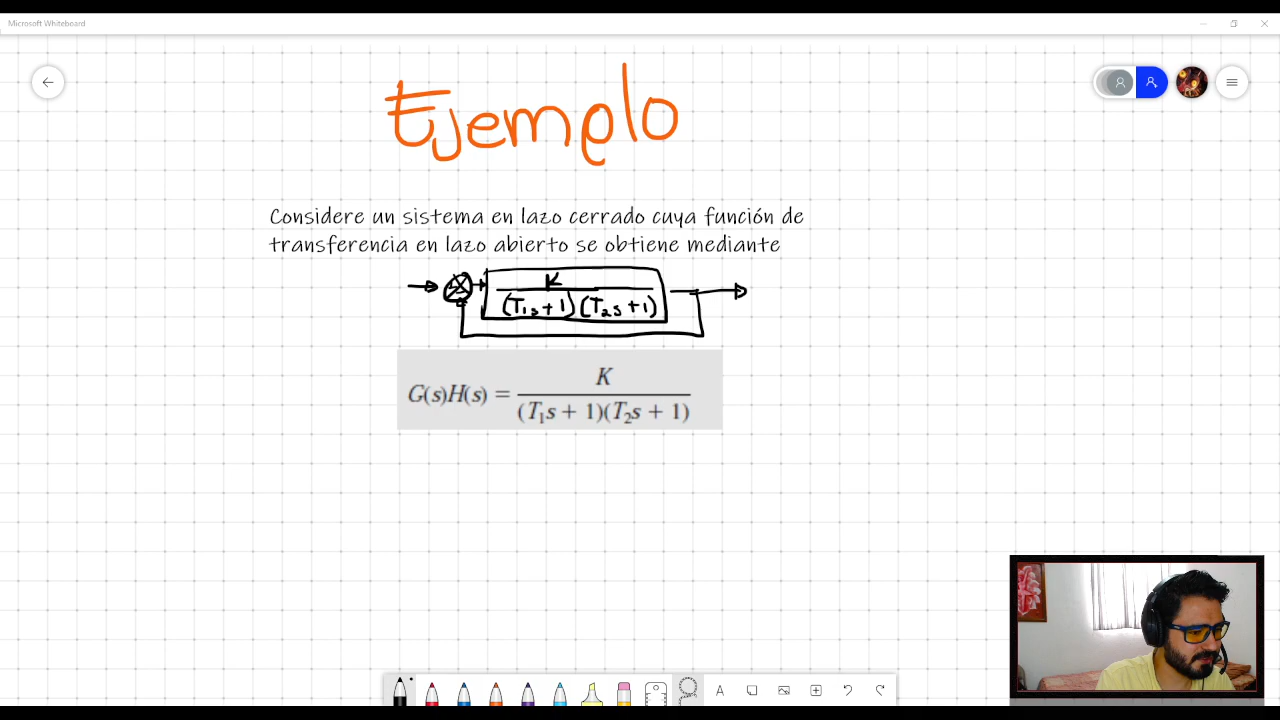 Microsoft Whiteboard
Ejemplo
Considere un sistema en lazo cerrado cuya función de
transferencia en lazo abierto se obtiene mediante
K
(T₁s+1)(T₂s+1)
G(s)H(s) = K / (T₁s + 1)(T₂s + 1)
A